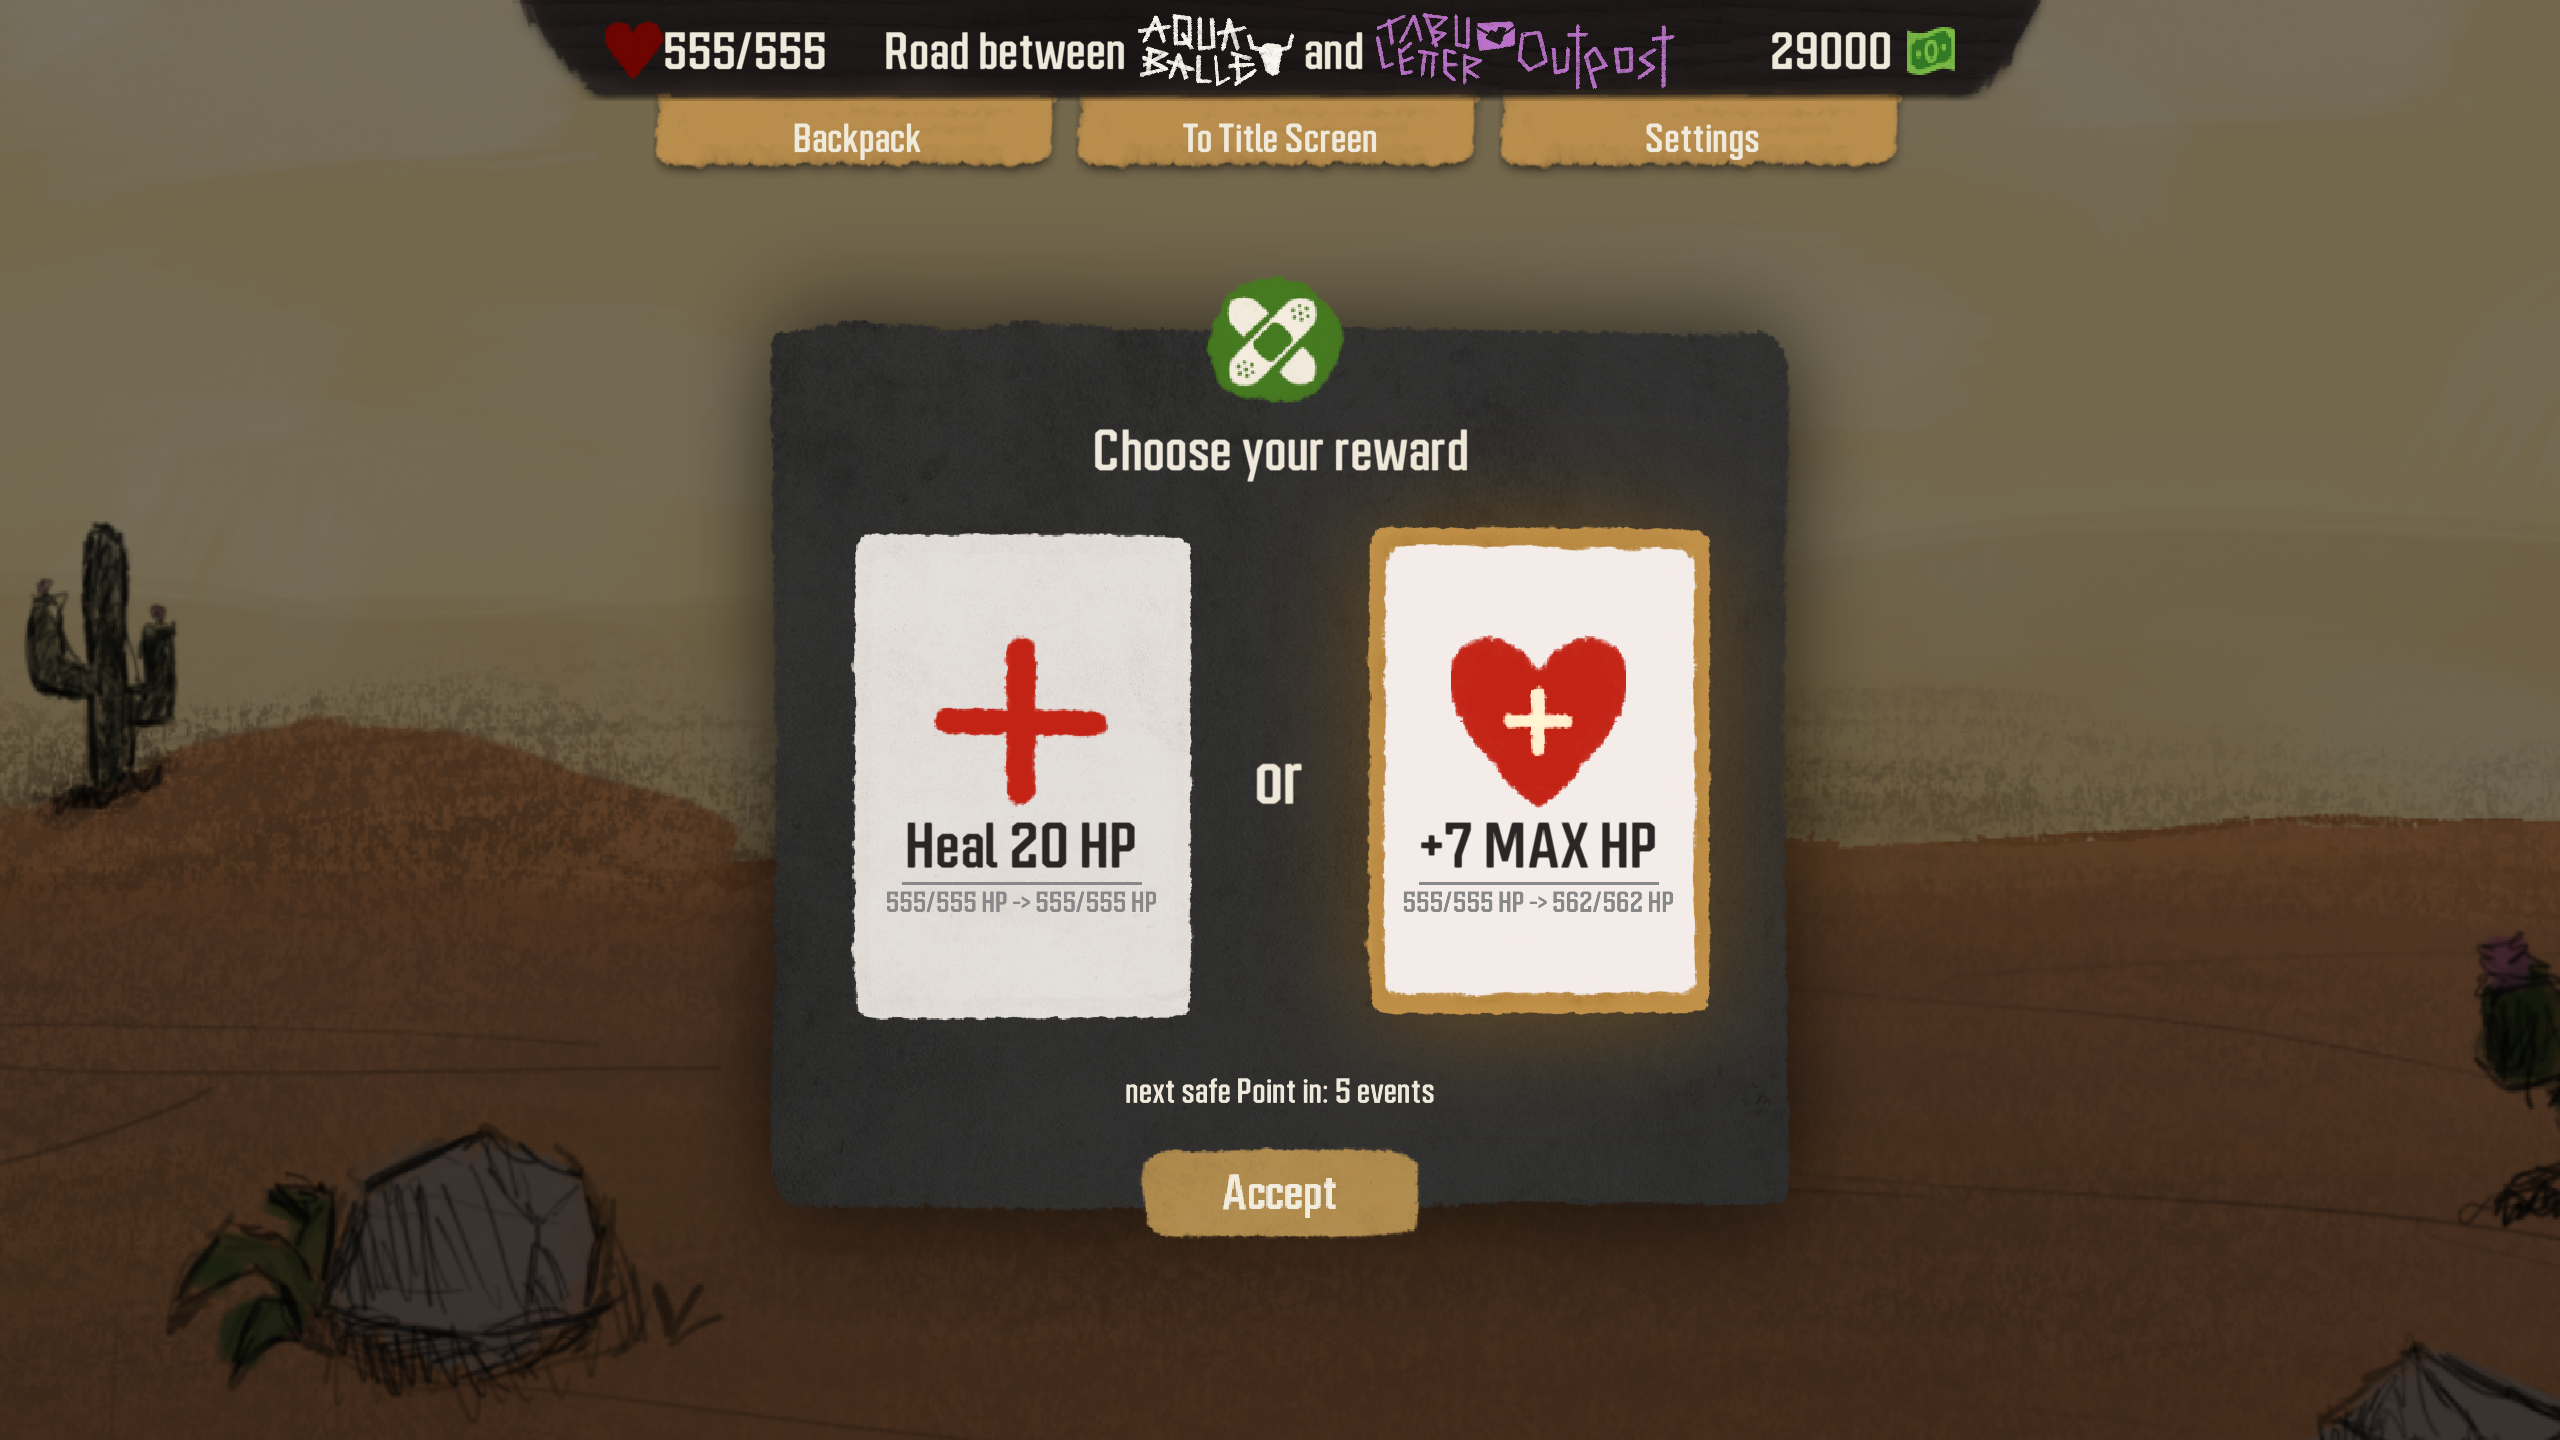 555/555 Road between AQUA BALLE and TABU LETTER Outpost 29000
Backpack To Title Screen Settings
Choose your reward
Heal 20 HP
555/555 HP -> 555/555 HP
or
+7 MAX HP
555/555 HP -> 562/562 HP
next safe Point in: 5 events
Accept